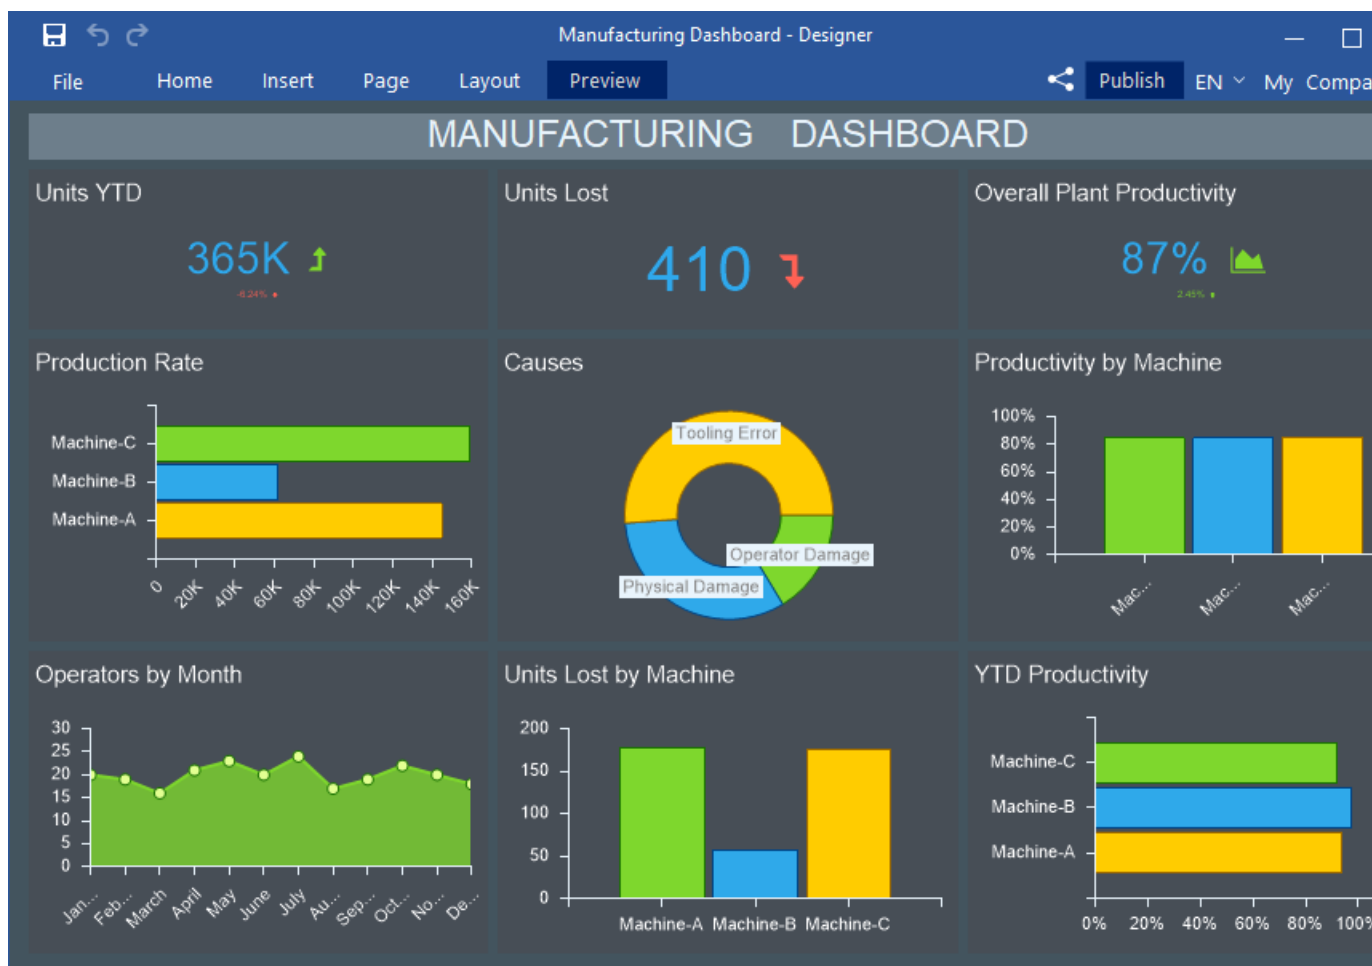 Manufacturing Dashboard - Designer
File Home Insert Page Layout Preview Publish EN My Compa
MANUFACTURING DASHBOARD
Units YTD
365K
-6.24%
Units Lost
410
Overall Plant Productivity
87%
2.45%
Production Rate
Machine-C
Machine-B
Machine-A
0 20K 40K 60K 80K 100K 120K 140K 160K
Causes
Tooling Error
Operator Damage
Physical Damage
Productivity by Machine
100%
80%
60%
40%
20%
0%
Mac... Mac... Mac...
Operators by Month
30
25
20
15
10
5
0
Jan... Feb... March April May June July Au... Sep... Oct... No... De...
Units Lost by Machine
200
150
100
50
0
Machine-A Machine-B Machine-C
YTD Productivity
Machine-C
Machine-B
Machine-A
0% 20% 40% 60% 80% 100%